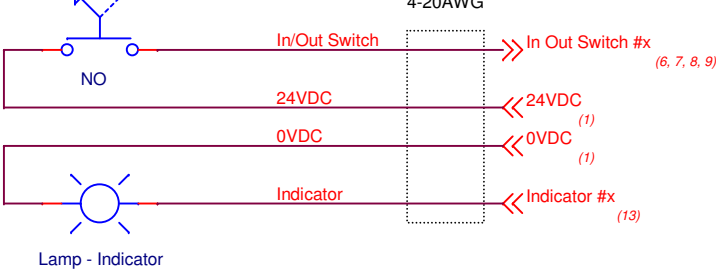 4-20AWG
In/Out Switch
In Out Switch #x
(6, 7, 8, 9)
NO
24VDC
24VDC
(1)
0VDC
0VDC
(1)
Indicator
Indicator #x
(13)
Lamp - Indicator